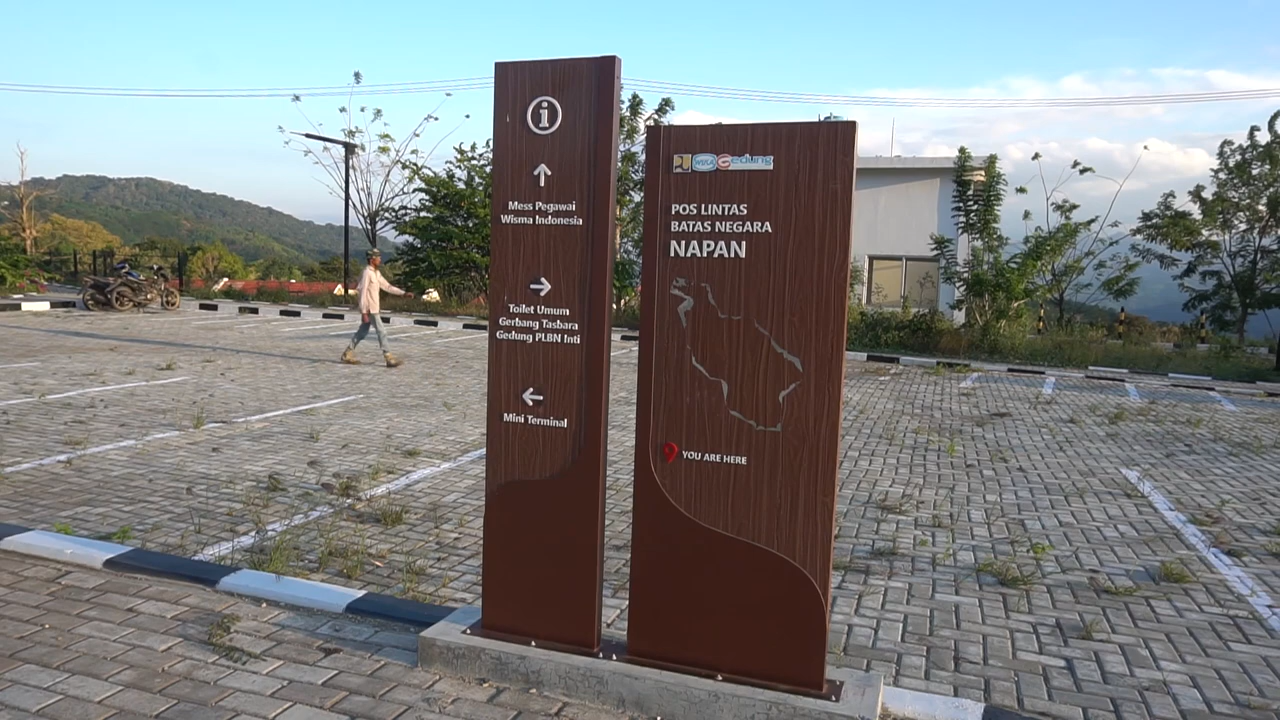 i
Mess Pegawai
Wisma Indonesia
Toilet Umum
Gerbang Tasbara
Gedung PLBN Inti
Mini Terminal
WIKA Gedung
POS LINTAS
BATAS NEGARA
NAPAN
YOU ARE HERE